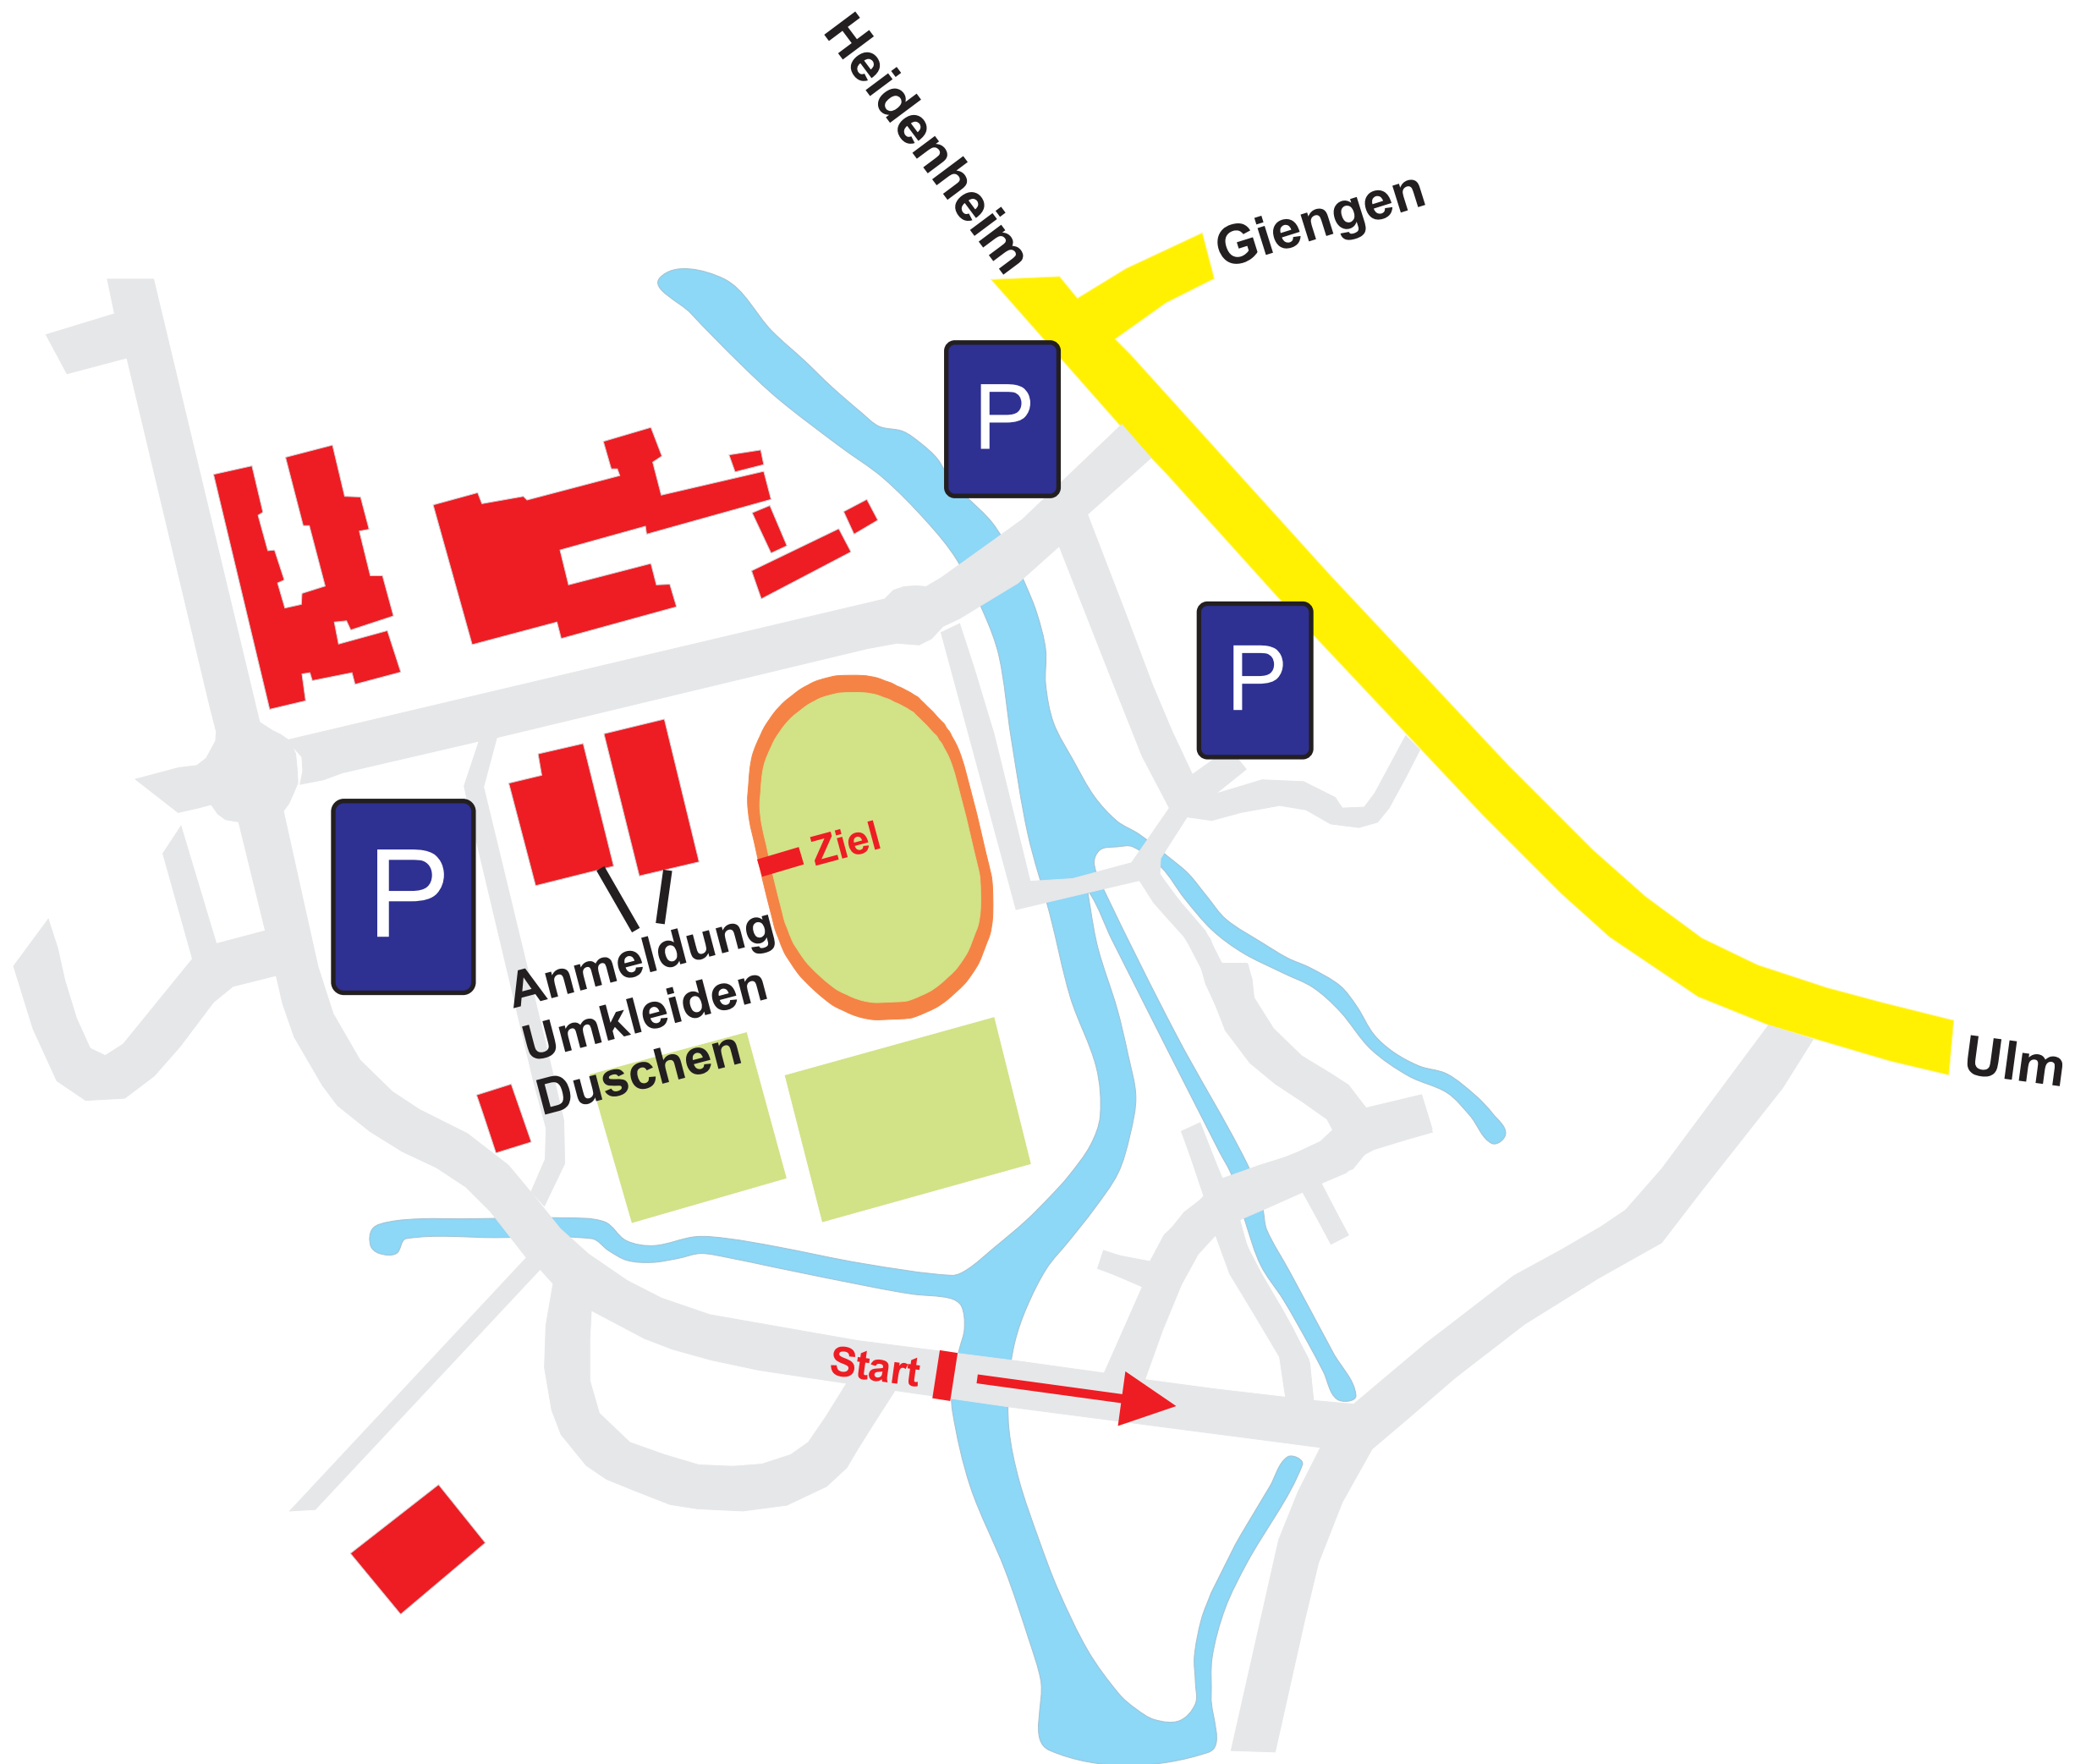 Heidenheim
Giengen
P
P
Ziel
P
Anmeldung
Umkleiden
Duschen
Ulm
Start